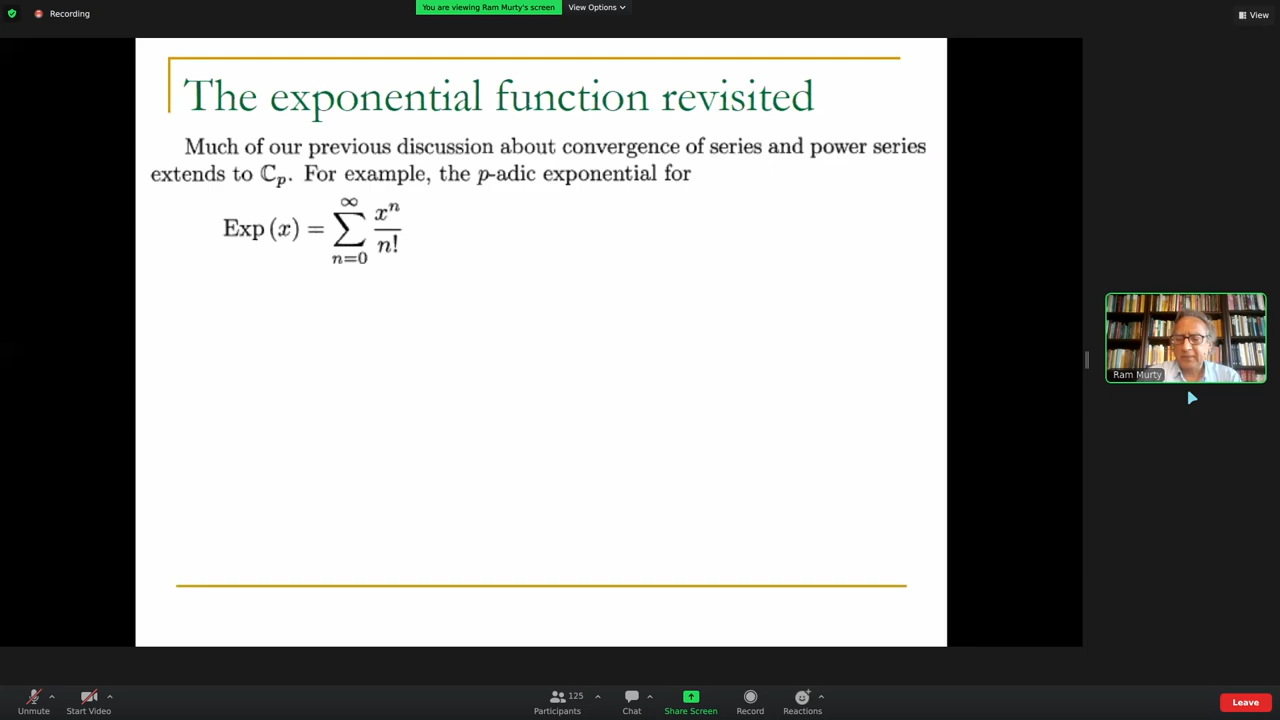 Recording
You are viewing Ram Murty's screen
View Options
View
The exponential function revisited
Much of our previous discussion about convergence of series and power series
extends to ℂₚ. For example, the p-adic exponential for
Exp (x) = ∑_{n=0}^{∞} x^n / n!
Ram Murty
Unmute
Start Video
125
Participants
Chat
Share Screen
Record
Reactions
Leave